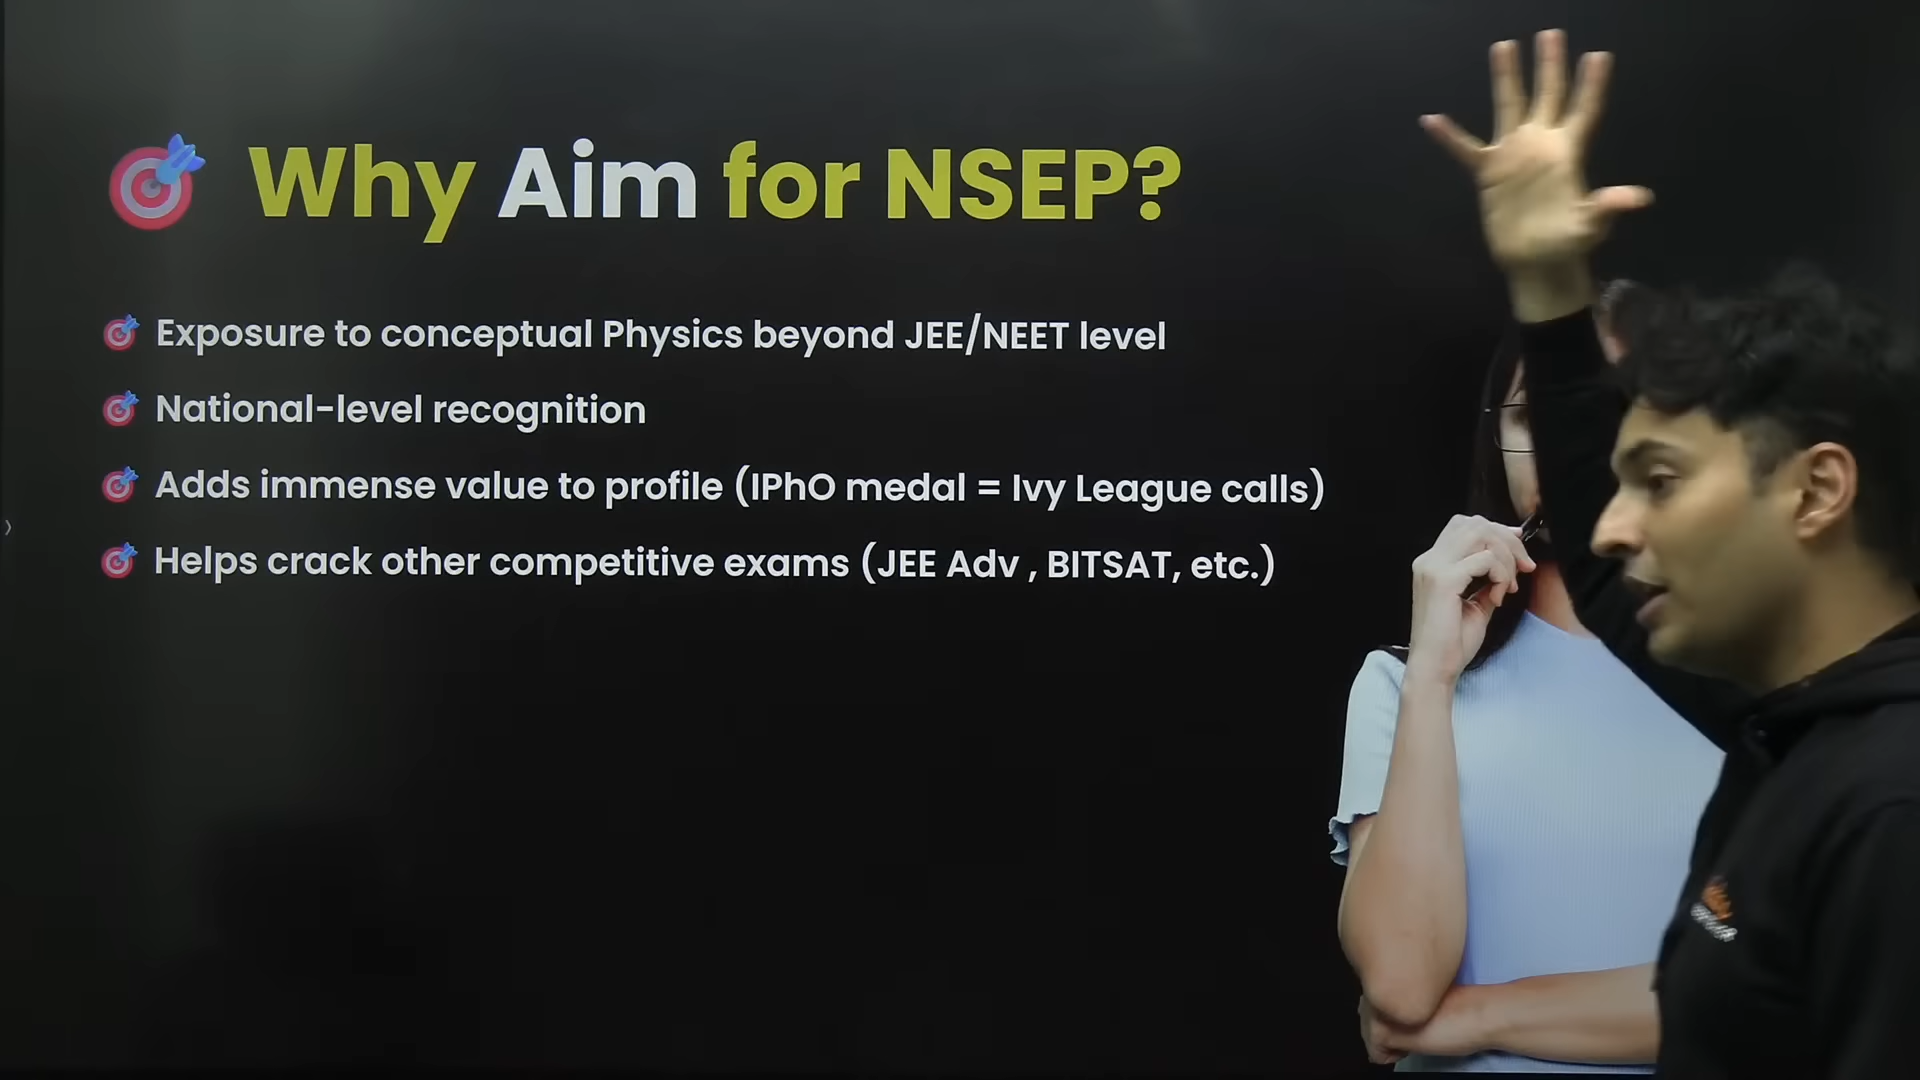 Why Aim for NSEP?
Exposure to conceptual Physics beyond JEE/NEET level
National-level recognition
Adds immense value to profile (IPhO medal = Ivy League calls)
Helps crack other competitive exams (JEE Adv , BITSAT, etc.)